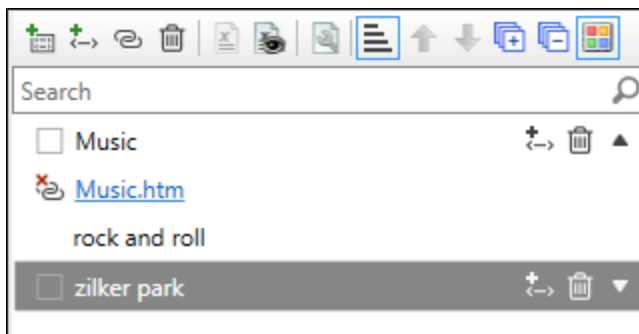 Search
Music
Music.htm
rock and roll
zilker park